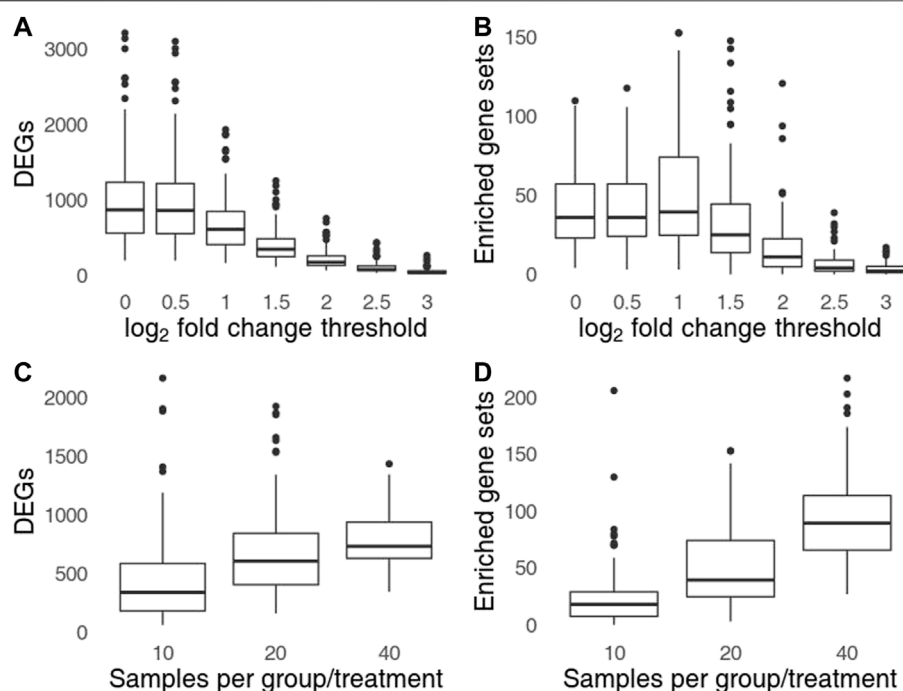 A
DEGs
3000
2000
1000
0
0 0.5 1 1.5 2 2.5 3
log2 fold change threshold
B
Enriched gene sets
150
100
50
0
0 0.5 1 1.5 2 2.5 3
log2 fold change threshold
C
DEGs
2000
1500
1000
500
0
10 20 40
Samples per group/treatment
D
Enriched gene sets
200
150
100
50
0
10 20 40
Samples per group/treatment